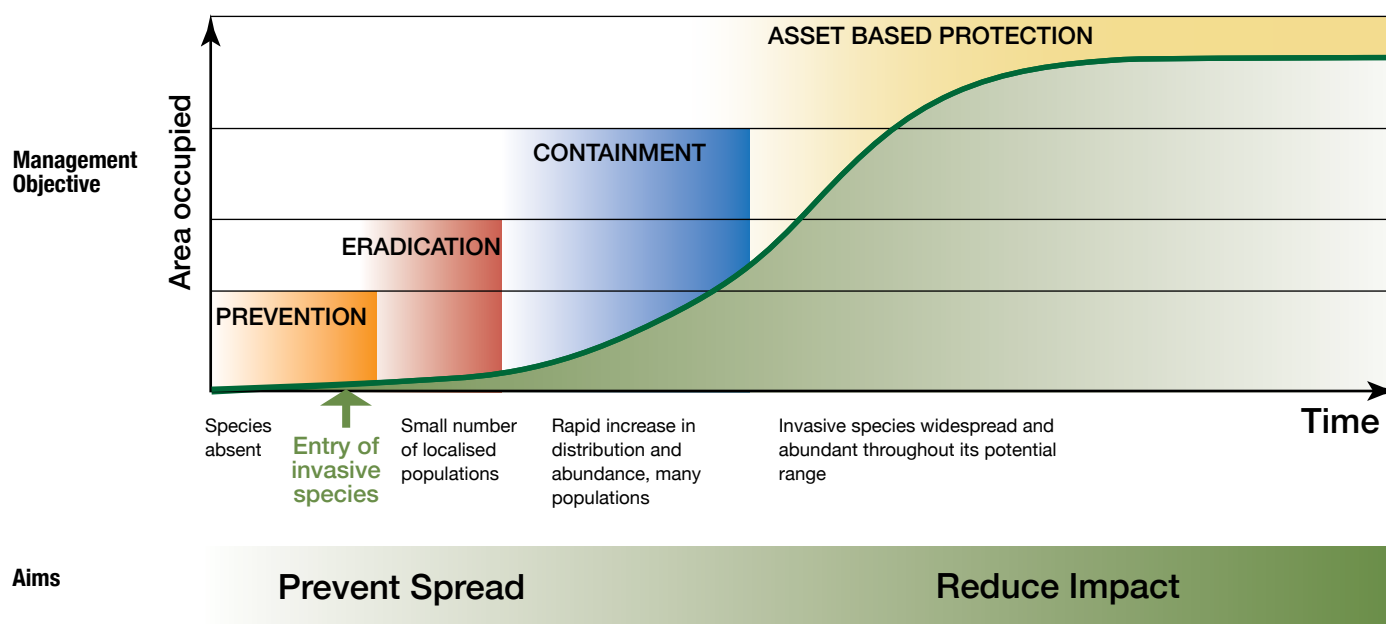 ASSET BASED PROTECTION
CONTAINMENT
Management
Objective
Area occupied
ERADICATION
PREVENTION
Time
Species
absent
Entry of
invasive
species
Small number
of localised
populations
Rapid increase in
distribution and
abundance, many
populations
Invasive species widespread and
abundant throughout its potential
range
Aims
Prevent Spread
Reduce Impact